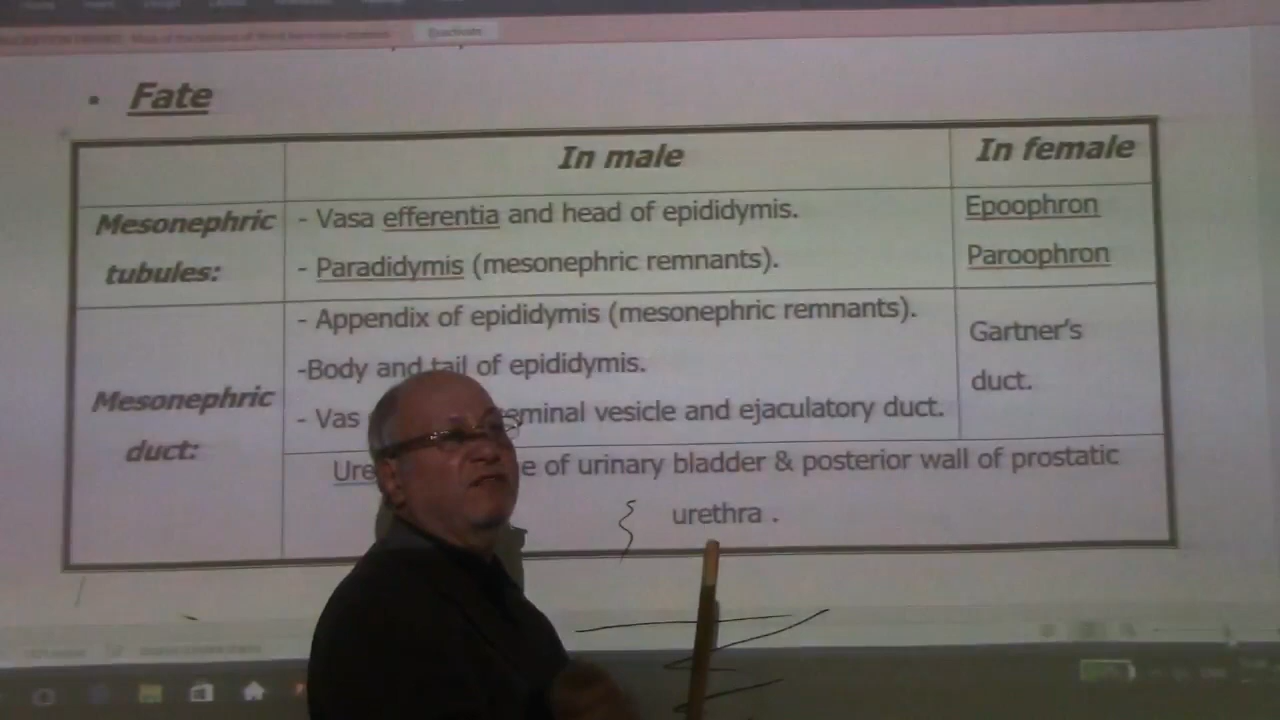 • Fate
In male
In female
Mesonephric
tubules:
- Vasa efferentia and head of epididymis.
- Paradidymis (mesonephric remnants).
Epoophron
Paroophron
Mesonephric
duct:
- Appendix of epididymis (mesonephric remnants).
-Body and tail of epididymis.
- Vas minal vesicle and ejaculatory duct.
Gartner's
duct.
Ure e of urinary bladder & posterior wall of prostatic
urethra .